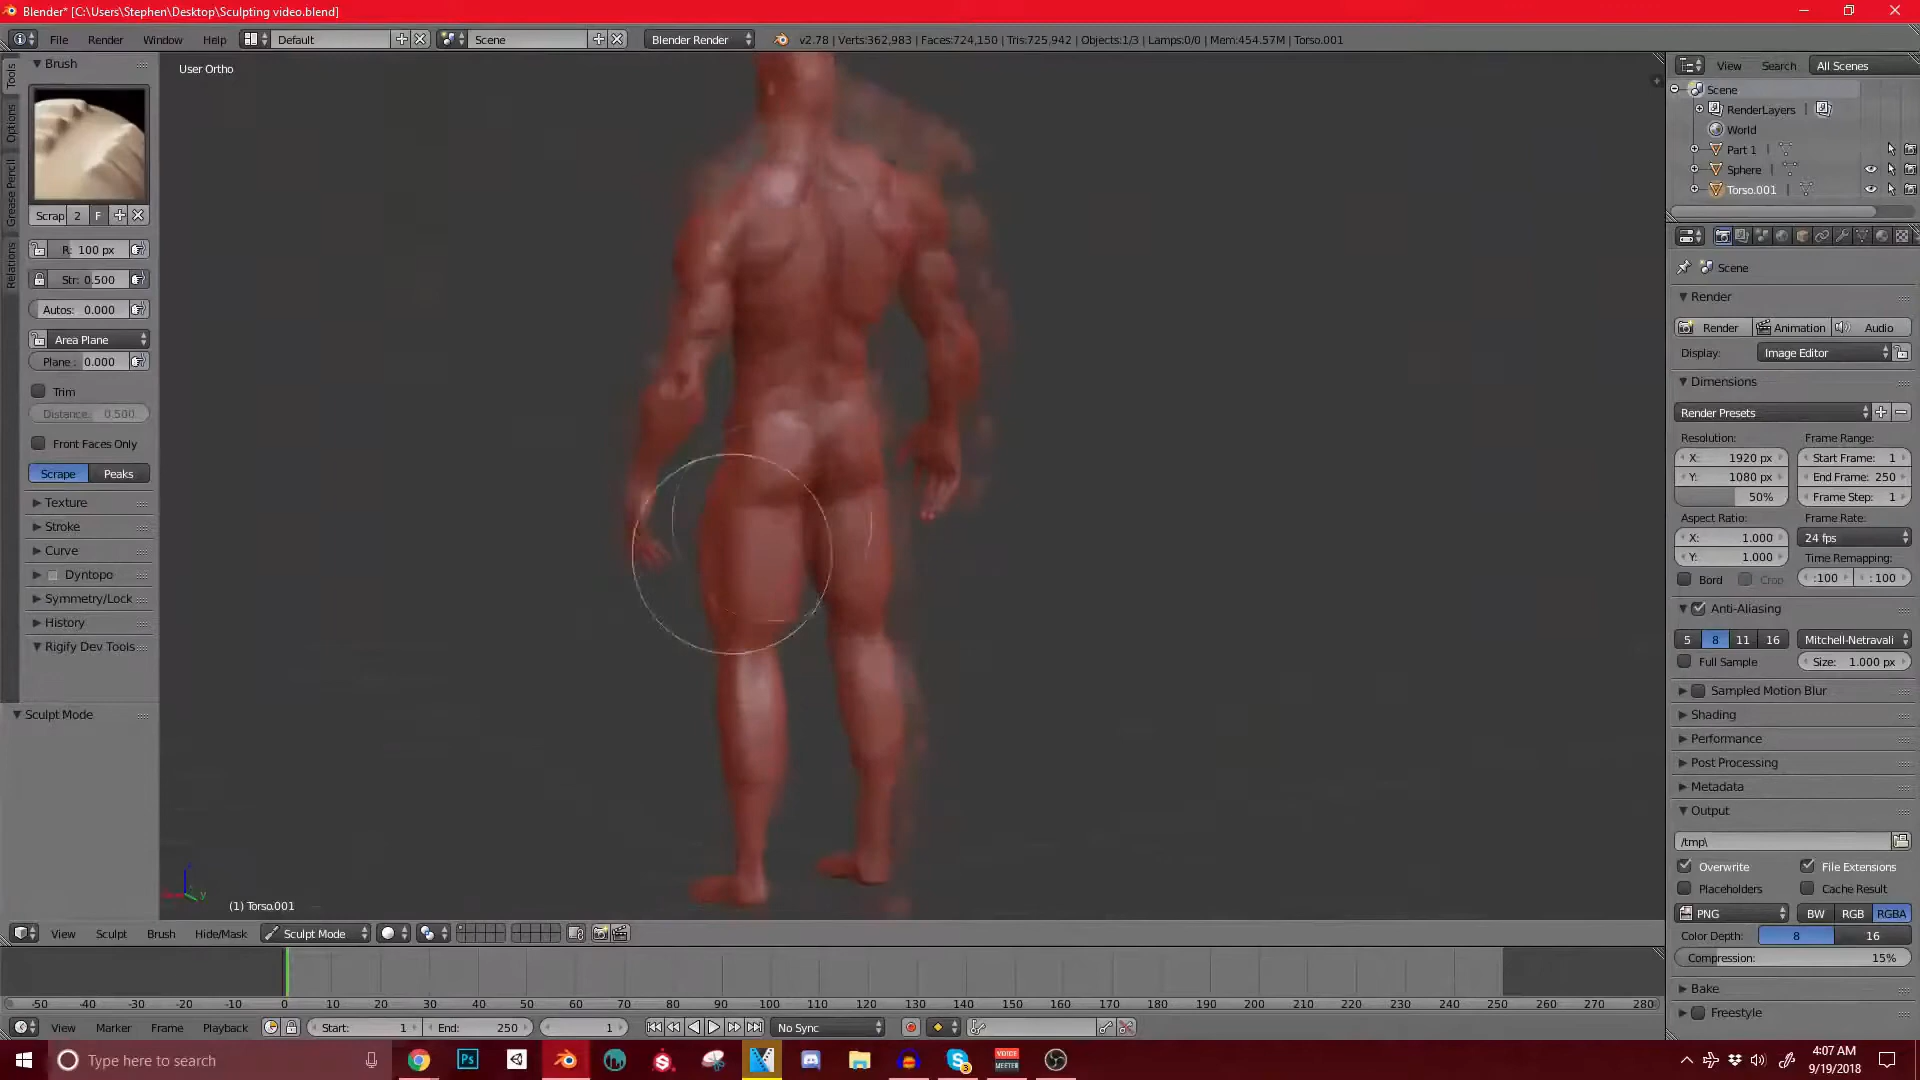 Blender* [C:\Users\Stephen\Desktop\Sculpting video.blend]
File Render Window Help Default Scene Blender Render v2.78 | Verts:362,983 | Faces:724,150 | Tris:725,942 | Objects:1/3 | Lamps:0/0 | Mem:454.57M | Torso.001
Tools
Options
Grease Pencil
Relations
Brush
Scrap 2 F
R: 100 px
Str: 0.500
Autos: 0.000
Area Plane
Plane : 0.000
Trim
Distance: 0.500
Front Faces Only
Scrape Peaks
Texture
Stroke
Curve
Dyntopo
Symmetry/Lock
History
Rigify Dev Tools
Sculpt Mode
User Ortho
(1) Torso.001
View Sculpt Brush Hide/Mask Sculpt Mode
-50 -40 -30 -20 -10 0 10 20 30 40 50 60 70 80 90 100 110 120 130 140 150 160 170 180 190 200 210 220 230 240 250 260 270 280
View Marker Frame Playback Start: 1 End: 250 1 No Sync
View Search All Scenes
Scene
RenderLayers |
World
Part 1
Sphere
Torso.001
Scene
Render
Render Animation Audio
Display: Image Editor
Dimensions
Render Presets
Resolution: Frame Range:
X: 1920 px Start Frame: 1
Y: 1080 px End Frame: 250
50% Frame Step: 1
Aspect Ratio: Frame Rate:
X: 1.000 24 fps
Y: 1.000 Time Remapping:
Bord Crop :100 : 100
Anti-Aliasing
5 8 11 16 Mitchell-Netravali
Full Sample Size: 1.000 px
Sampled Motion Blur
Shading
Performance
Post Processing
Metadata
Output
/tmp\
Overwrite File Extensions
Placeholders Cache Result
PNG BW RGB RGBA
Color Depth: 8 16
Compression: 15%
Bake
Freestyle
Type here to search
Ps
VOICE
MEETER
4:07 AM
9/19/2018